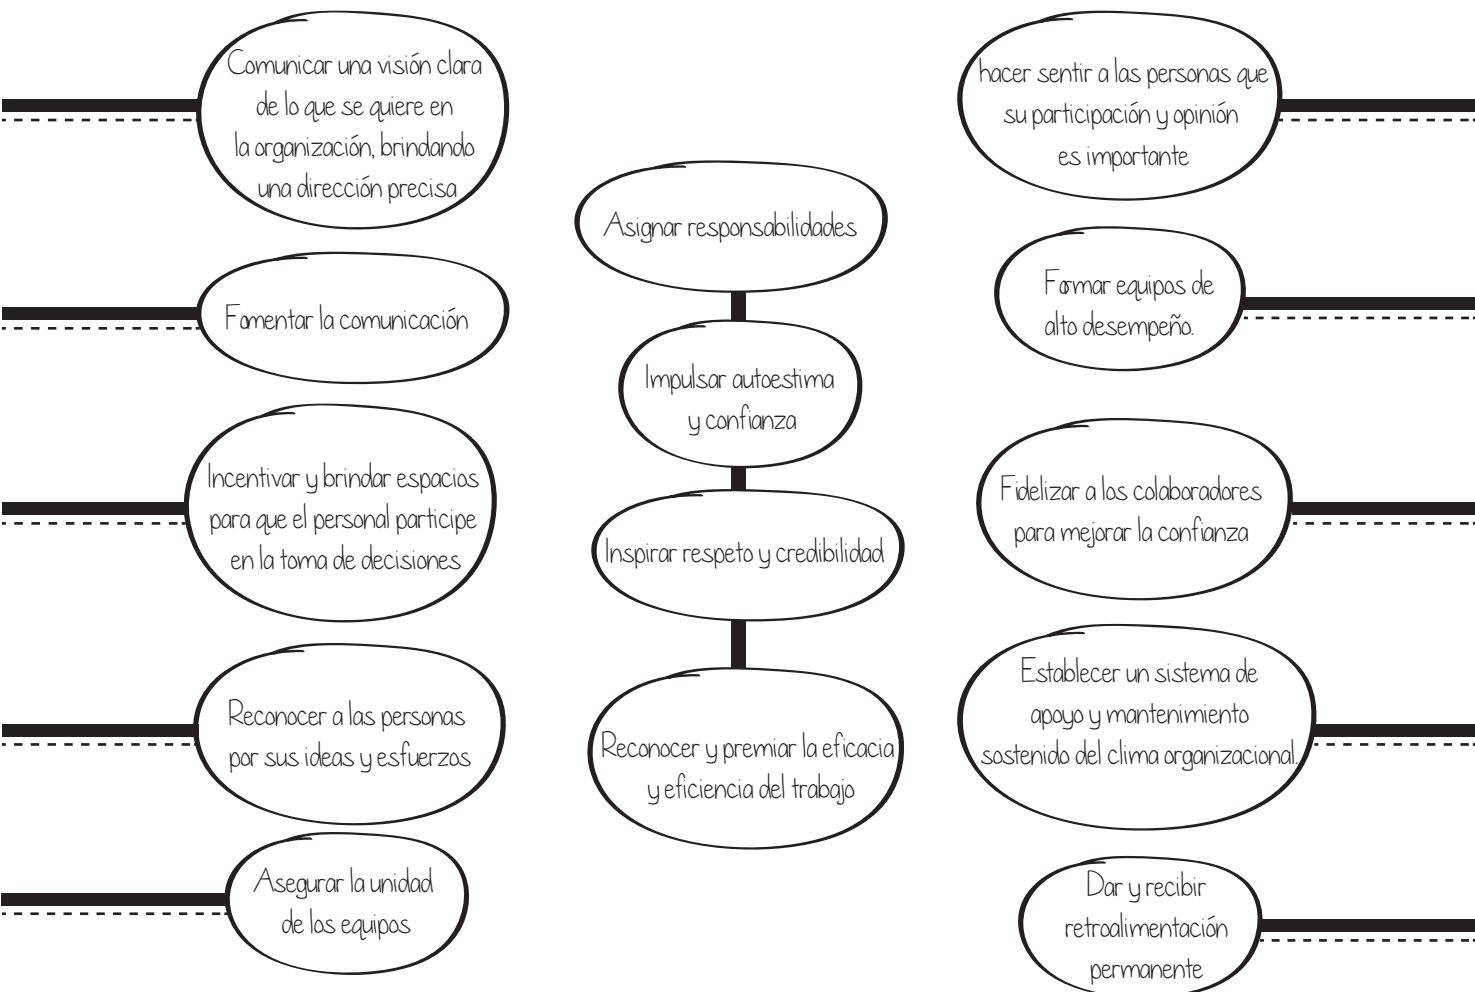 Comunicar una visión clara
de lo que se quiere en
la organización, brindando
una dirección precisa
Fomentar la comunicación
Incentivar y brindar espacios
para que el personal participe
en la toma de decisiones
Reconocer a las personas
por sus ideas y esfuerzos
Asegurar la unidad
de los equipos
Asignar responsabilidades
Impulsar autoestima
y confianza
Inspirar respeto y credibilidad
Reconocer y premiar la eficacia
y eficiencia del trabajo
hacer sentir a las personas que
su participación y opinión
es importante
Formar equipos de
alto desempeño.
Fidelizar a los colaboradores
para mejorar la confianza
Establecer un sistema de
apoyo y mantenimiento
sostenido del clima organizacional.
Dar y recibir
retroalimentación
permanente